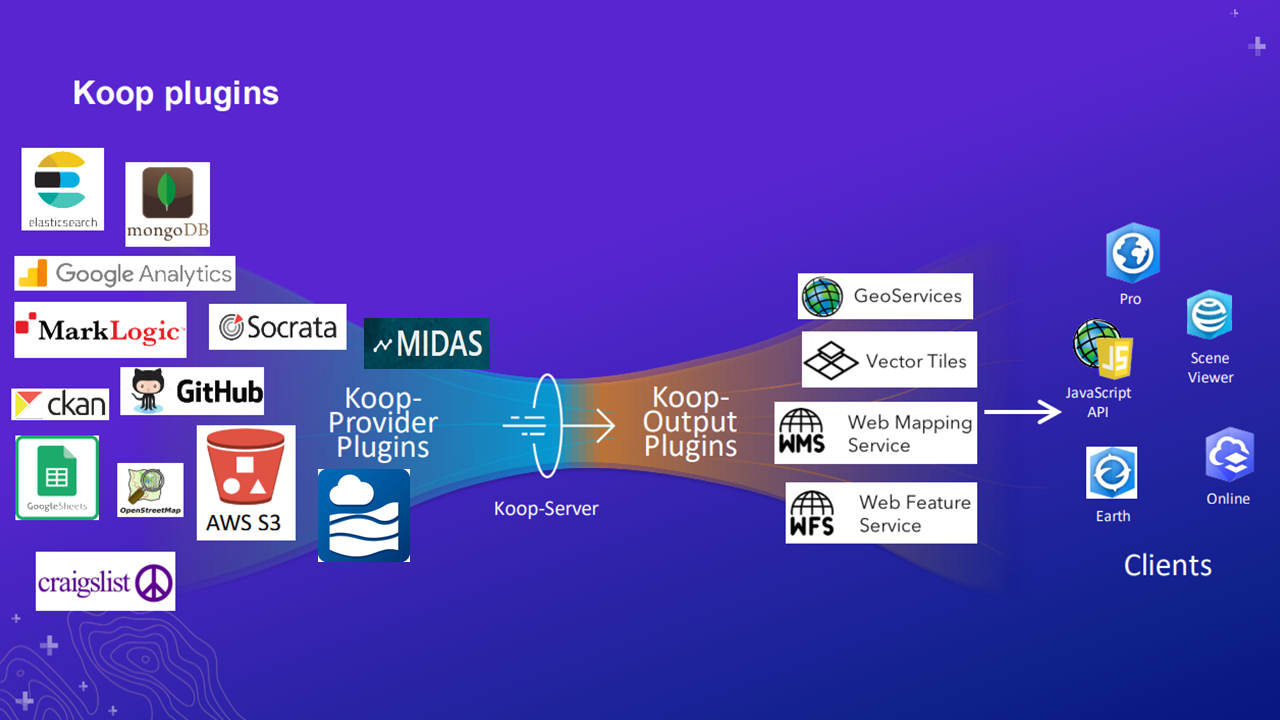 Koop plugins
elasticsearch
mongoDB
Google Analytics
MarkLogic
Socrata
MIDAS
ckan
GitHub
GoogleSheets
OpenStreetMap
AWS S3
craigslist
Koop-
Provider
Plugins
Koop-Server
Koop-
Output
Plugins
GeoServices
Vector Tiles
WMS
Web Mapping
Service
WFS
Web Feature
Service
Pro
Scene
Viewer
JS
JavaScript
API
Earth
Online
Clients